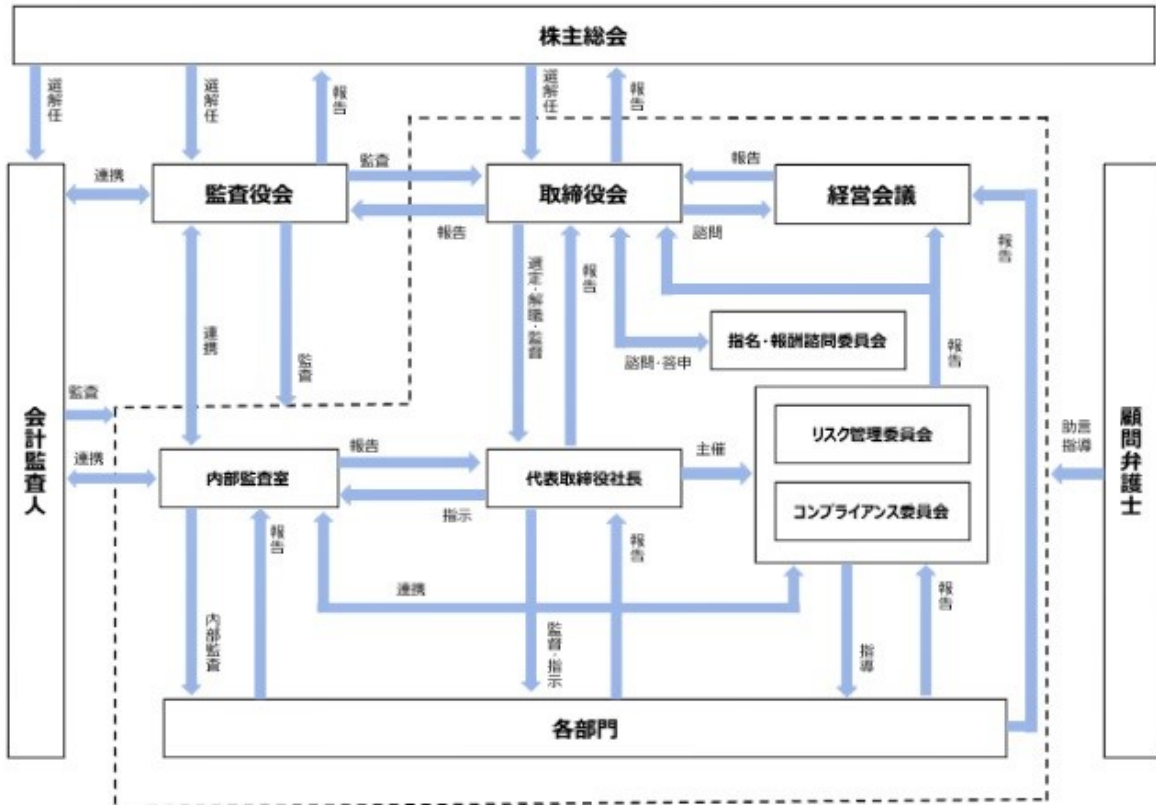 株主総会
選解任
選解任
報告
選解任
報告
連携
監査役会
監査
報告
取締役会
報告
諮問
経営会議
報告
連携
監査
選定・解職・監督
報告
諮問・答申
指名・報酬諮問委員会
報告
会計監査人
監査
連携
内部監査室
報告
指示
代表取締役社長
主催
リスク管理委員会
コンプライアンス委員会
助言
指導
顧問弁護士
内部監査
報告
連携
監督・指示
報告
指導
報告
各部門